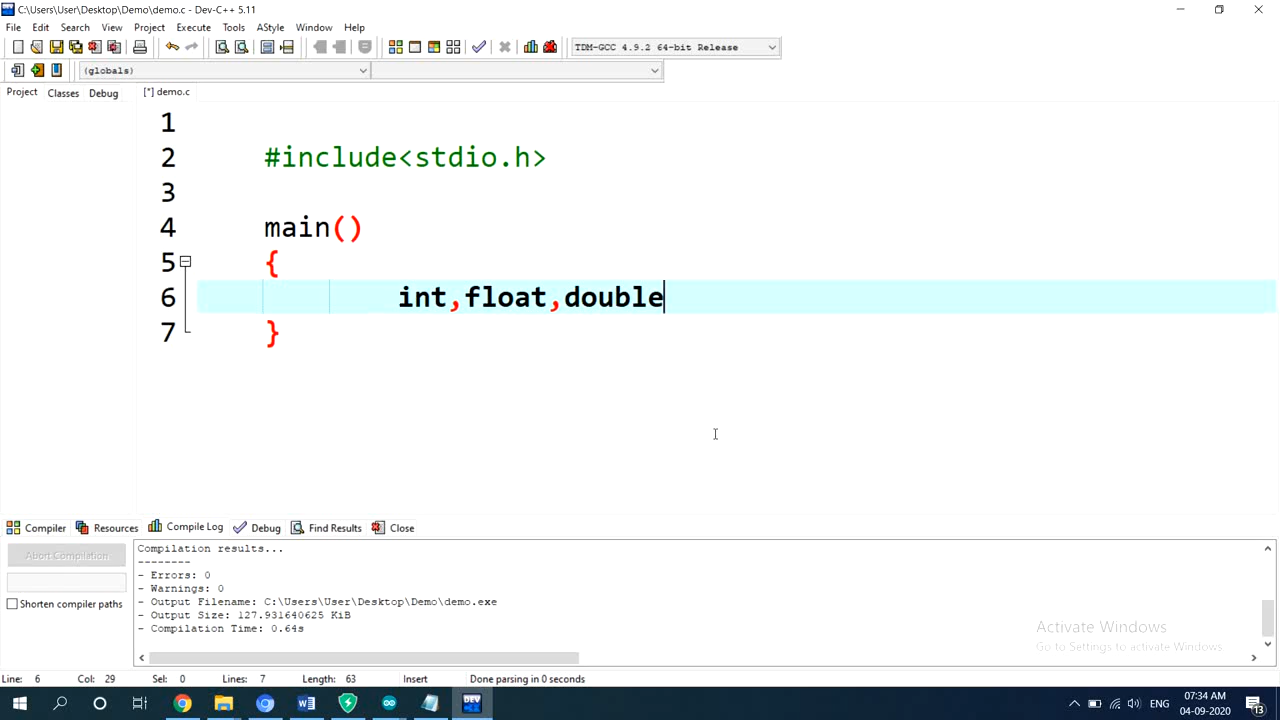 C:\Users\User\Desktop\Demo\demo.c - Dev-C++ 5.11
File Edit Search View Project Execute Tools AStyle Window Help
TDM-GCC 4.9.2 64-bit Release
(globals)
Project Classes Debug
[*] demo.c
1
2 #include<stdio.h>
3
4 main()
5 {
6 int,float,double
7 }
Compiler Resources Compile Log Debug Find Results Close
Abort Compilation
Shorten compiler paths
Compilation results...
--------
- Errors: 0
- Warnings: 0
- Output Filename: C:\Users\User\Desktop\Demo\demo.exe
- Output Size: 127.931640625 KiB
- Compilation Time: 0.64s
Activate Windows
Go to Settings to activate Windows.
Line: 6 Col: 29 Sel: 0 Lines: 7 Length: 63 Insert Done parsing in 0 seconds
DEV
ENG
07:34 AM
04-09-2020
13